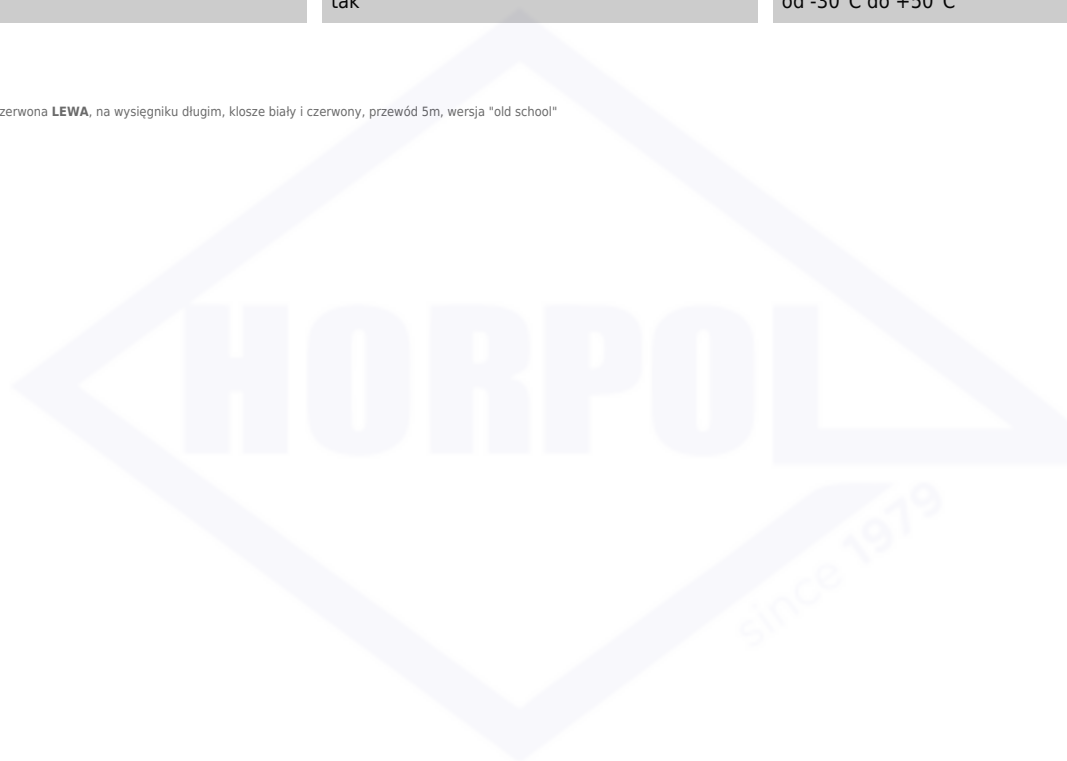 tak od -30°C do +50°C
zerwona LEWA, na wysięgniku długim, klosze biały i czerwony, przewód 5m, wersja "old school"
HORPOL
since 1979